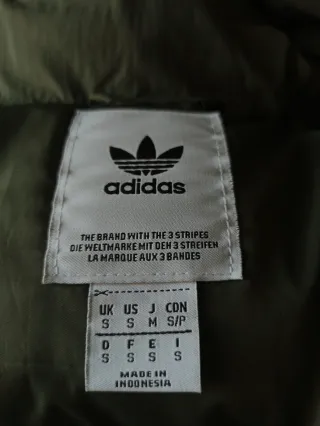 adidas
THE BRAND WITH THE 3 STRIPES
DIE WELTMARKE MIT DEN 3 STREIFEN
LA MARQUE AUX 3 BANDES
UK US J CDN
S S M S/P
D F E I
S S S S
MADE IN
INDONESIA